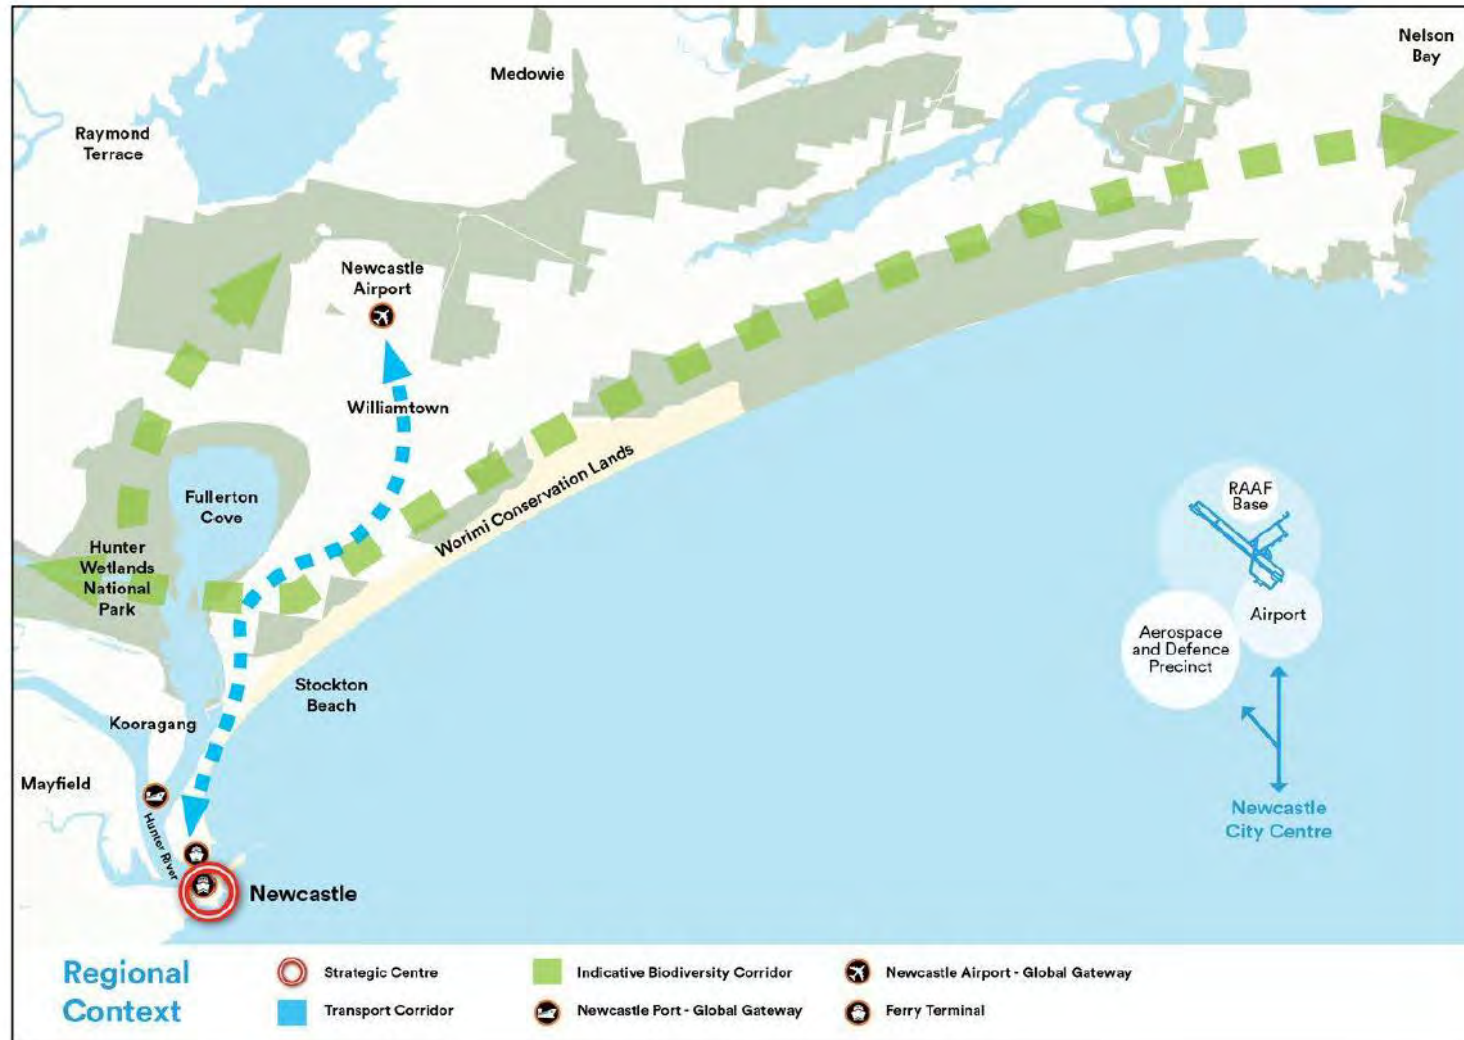 Nelson
Bay
Medowie
Raymond
Terrace
Newcastle
Airport
Williamtown
Fullerton
Cove
Worimi Conservation Lands
RAAF
Base
Hunter
Wetlands
National
Park
Airport
Aerospace
and Defence
Precinct
Stockton
Beach
Kooragang
Mayfield
Hunter River
Newcastle
City Centre
Newcastle
Regional
Context
Strategic Centre
Transport Corridor
Indicative Biodiversity Corridor
Newcastle Port - Global Gateway
Newcastle Airport - Global Gateway
Ferry Terminal